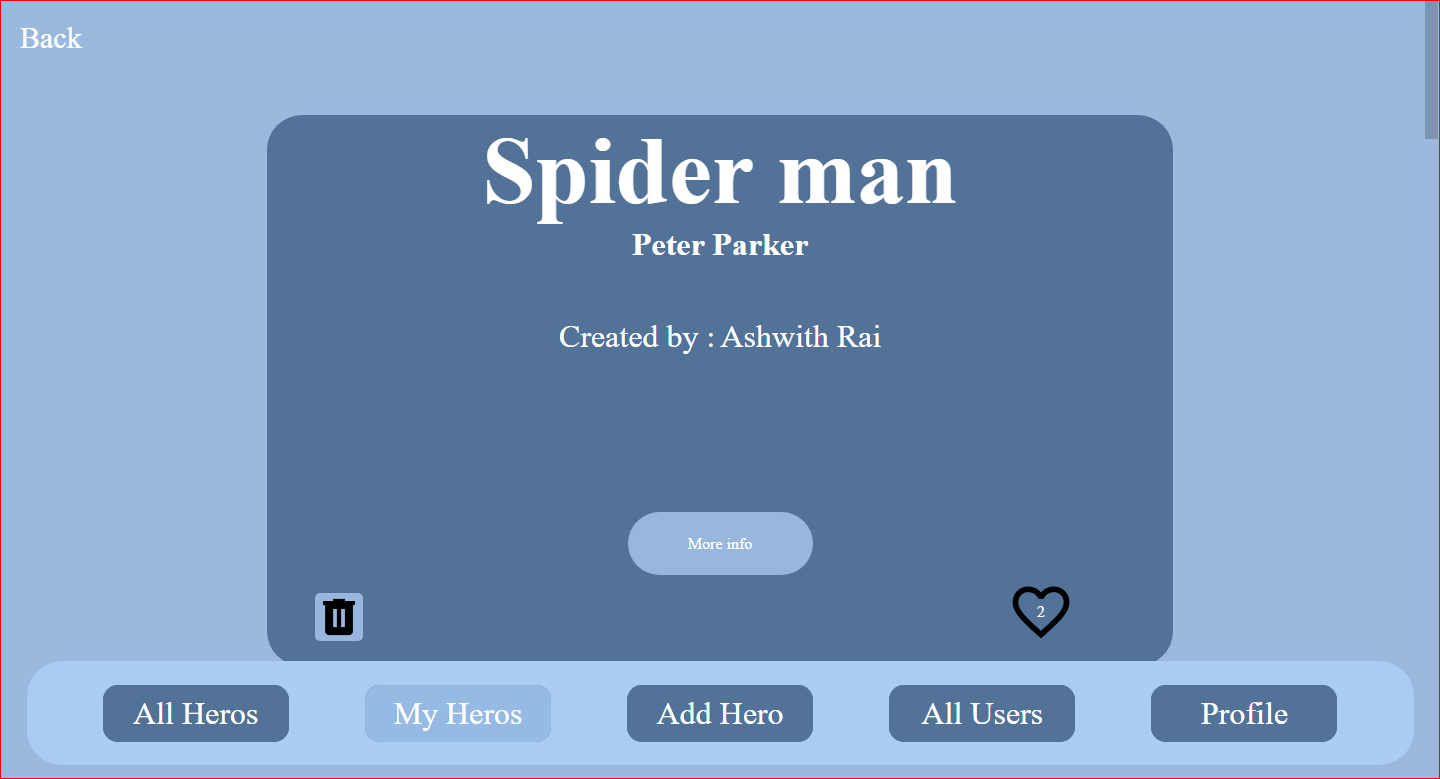 Back
Spider man
Peter Parker
Created by : Ashwith Rai
More info
2
All Heros My Heros Add Hero All Users Profile